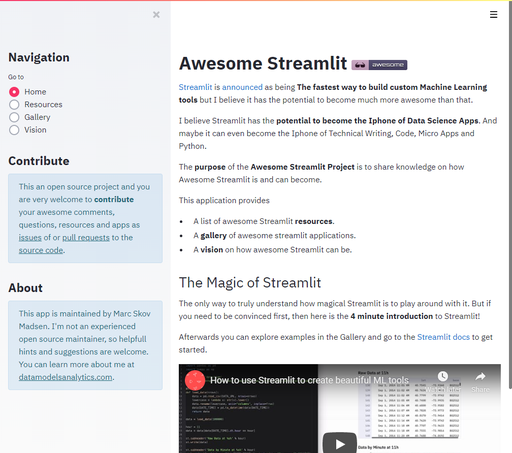 Navigation
Go to
Home
Resources
Gallery
Vision
Contribute
This an open source project and you
are very welcome to contribute
your awesome comments,
questions, resources and apps as
issues of or pull requests to the
source code.
About
This app is maintained by Marc Skov
Madsen. I'm not an experienced
open source maintainer, so helpfull
hints and suggestions are welcome.
You can learn more about me at
datamodelsanalytics.com.
Awesome Streamlit awesome
Streamlit is announced as being The fastest way to build custom Machine Learning
tools but I believe it has the potential to become much more awesome than that.
I believe Streamlit has the potential to become the Iphone of Data Science Apps. And
maybe it can even become the Iphone of Technical Writing, Code, Micro Apps and
Python.
The purpose of the Awesome Streamlit Project is to share knowledge on how
Awesome Streamlit is and can become.
This application provides
A list of awesome Streamlit resources.
A gallery of awesome streamlit applications.
A vision on how awesome Streamlit can be.
The Magic of Streamlit
The only way to truly understand how magical Streamlit is to play around with it. But if
you need to be convinced first, then here is the 4 minute introduction to Streamlit!
Afterwards you can explore examples in the Gallery and go to the Streamlit docs to get
started.
How to use Streamlit to create beautiful ML tools
Share